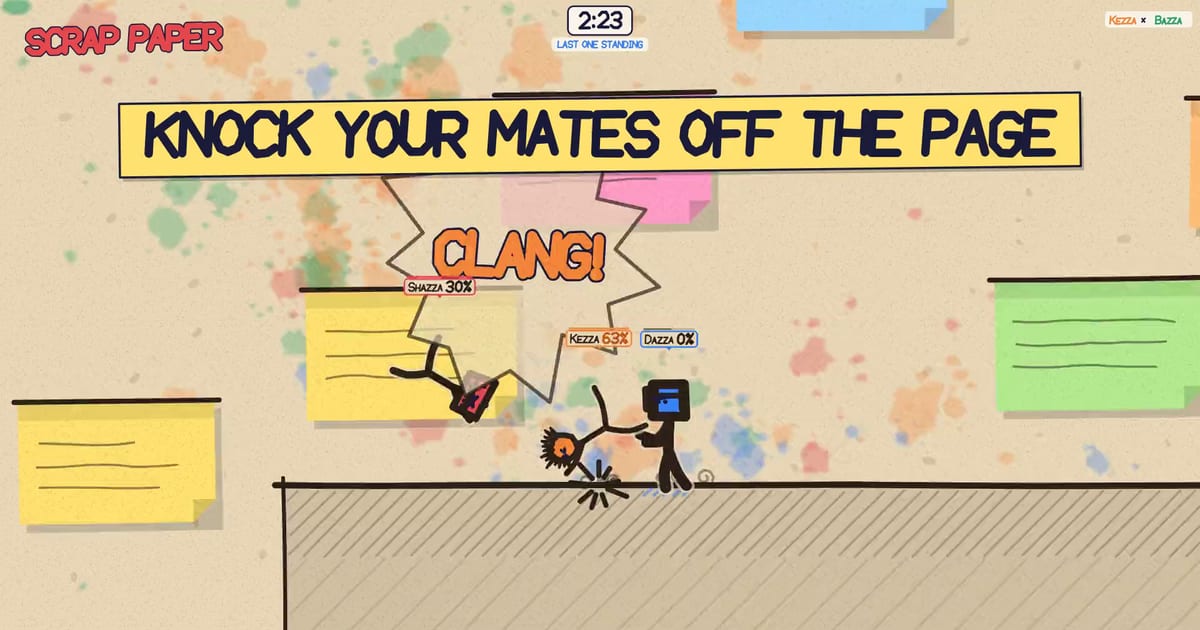 SCRAP PAPER
2:23
LAST ONE STANDING
KEZZA × BAZZA
KNOCK YOUR MATES OFF THE PAGE
CLANG!
SHAZZA 30%
KEZZA 63%
DAZZA 0%